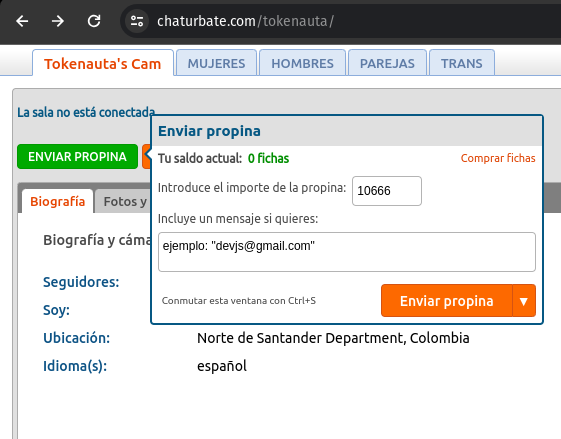 chaturbate.com/tokenauta/
Tokenauta's Cam MUJERES HOMBRES PAREJAS TRANS
La sala no está conectada
ENVIAR PROPINA
Enviar propina
Tu saldo actual: 0 fichas Comprar fichas
Introduce el importe de la propina: 10666
Incluye un mensaje si quieres:
ejemplo: "devjs@gmail.com"
Conmutar esta ventana con Ctrl+S Enviar propina
Biografía Fotos y
Biografía y cáma
Seguidores:
Soy:
Ubicación: Norte de Santander Department, Colombia
Idioma(s): español